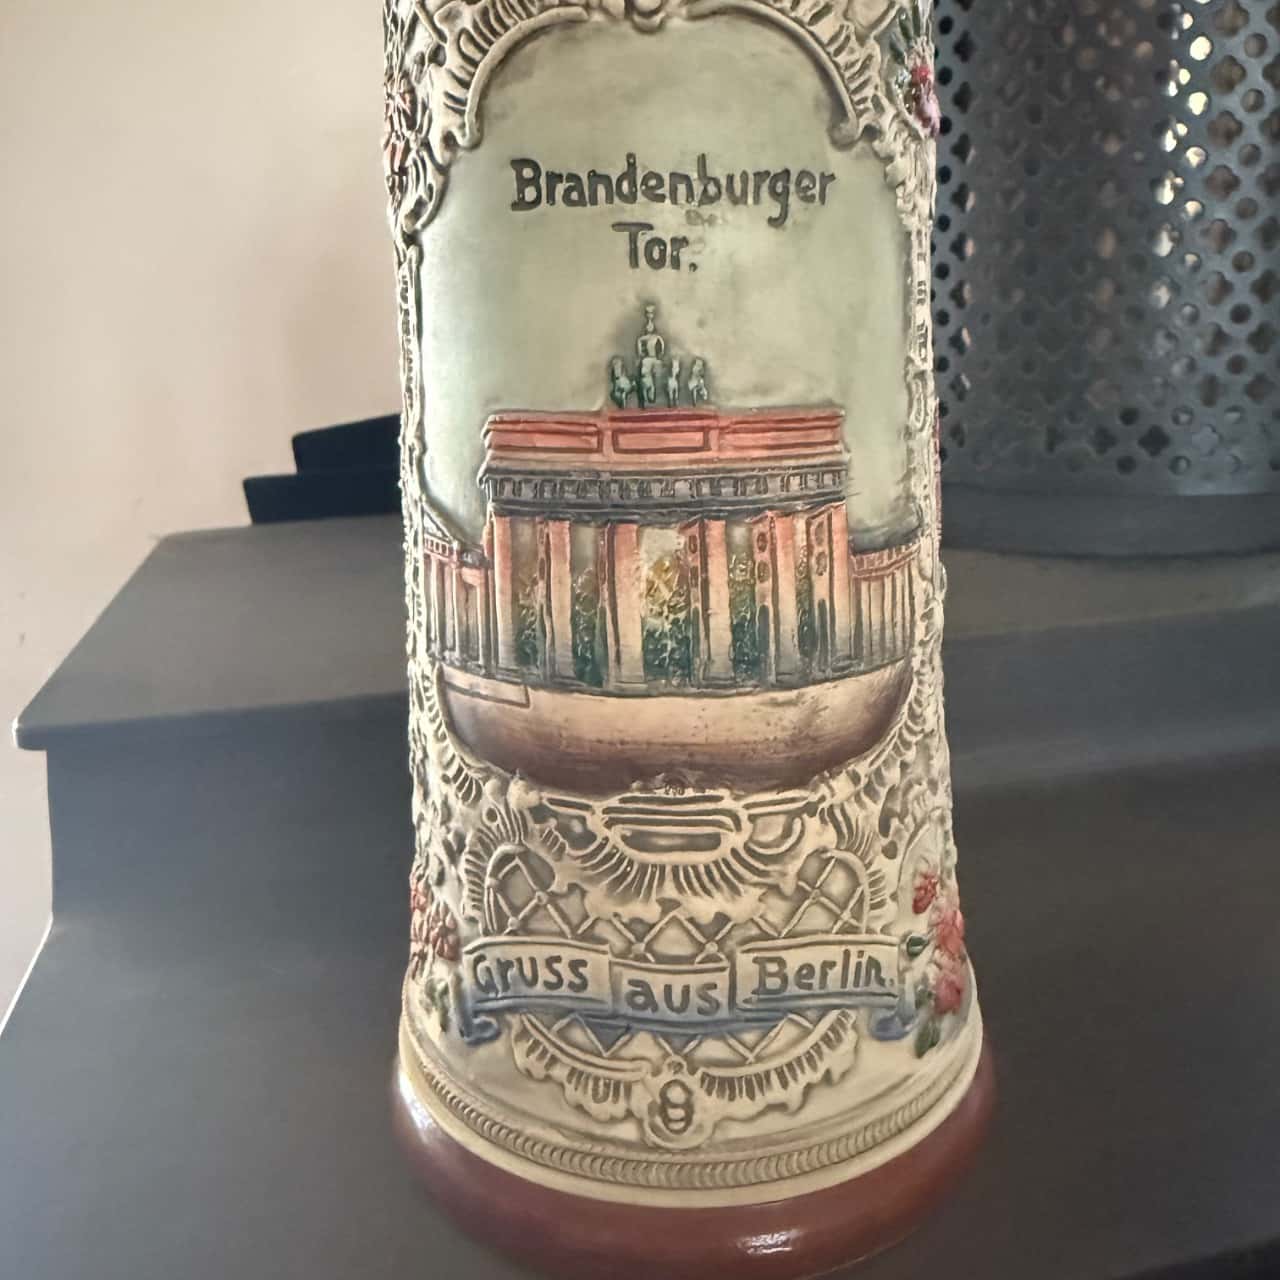 Brandenburger
Tor.
Gruss aus Berlin.